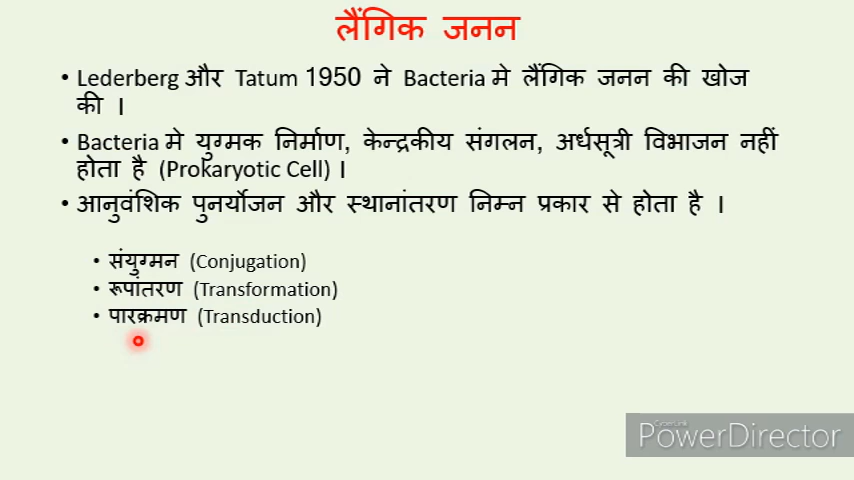 लैंगिक जनन
• Lederberg और Tatum 1950 ने Bacteria मे लैंगिक जनन की खोज
की ।
• Bacteria मे युग्मक निर्माण, केन्द्रकीय संगलन, अर्धसूत्री विभाजन नहीं
होता है (Prokaryotic Cell) ।
• आनुवंशिक पुनर्योजन और स्थानांतरण निम्न प्रकार से होता है ।
• संयुग्मन (Conjugation)
• रूपांतरण (Transformation)
• पारक्रमण (Transduction)
CyberLink
PowerDirector